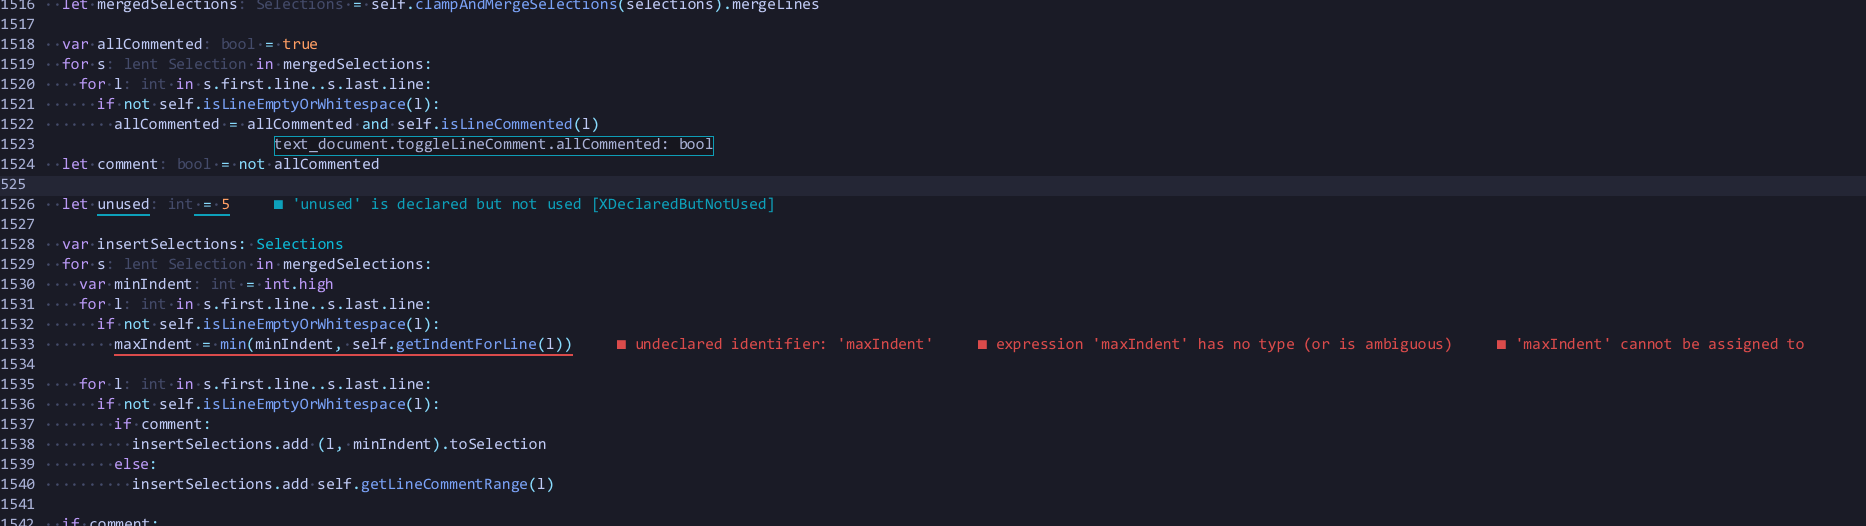 1516 let mergedSelections: Selections = self.clampAndMergeSelections(selections).mergeLines
1517
1518 var allCommented: bool = true
1519 for s: lent Selection in mergedSelections:
1520 for l: int in s.first.line..s.last.line:
1521 if not self.isLineEmptyOrWhitespace(l):
1522 allCommented = allCommented and self.isLineCommented(l)
1523 text_document.toggleLineComment.allCommented: bool
1524 let comment: bool = not allCommented
525
1526 let unused: int = 5 ■ 'unused' is declared but not used [XDeclaredButNotUsed]
1527
1528 var insertSelections: Selections
1529 for s: lent Selection in mergedSelections:
1530 var minIndent: int = int.high
1531 for l: int in s.first.line..s.last.line:
1532 if not self.isLineEmptyOrWhitespace(l):
1533 maxIndent = min(minIndent, self.getIndentForLine(l)) ■ undeclared identifier: 'maxIndent' ■ expression 'maxIndent' has no type (or is ambiguous) ■ 'maxIndent' cannot be assigned to
1534
1535 for l: int in s.first.line..s.last.line:
1536 if not self.isLineEmptyOrWhitespace(l):
1537 if comment:
1538 insertSelections.add (l, minIndent).toSelection
1539 else:
1540 insertSelections.add self.getLineCommentRange(l)
1541
1542 if comment: